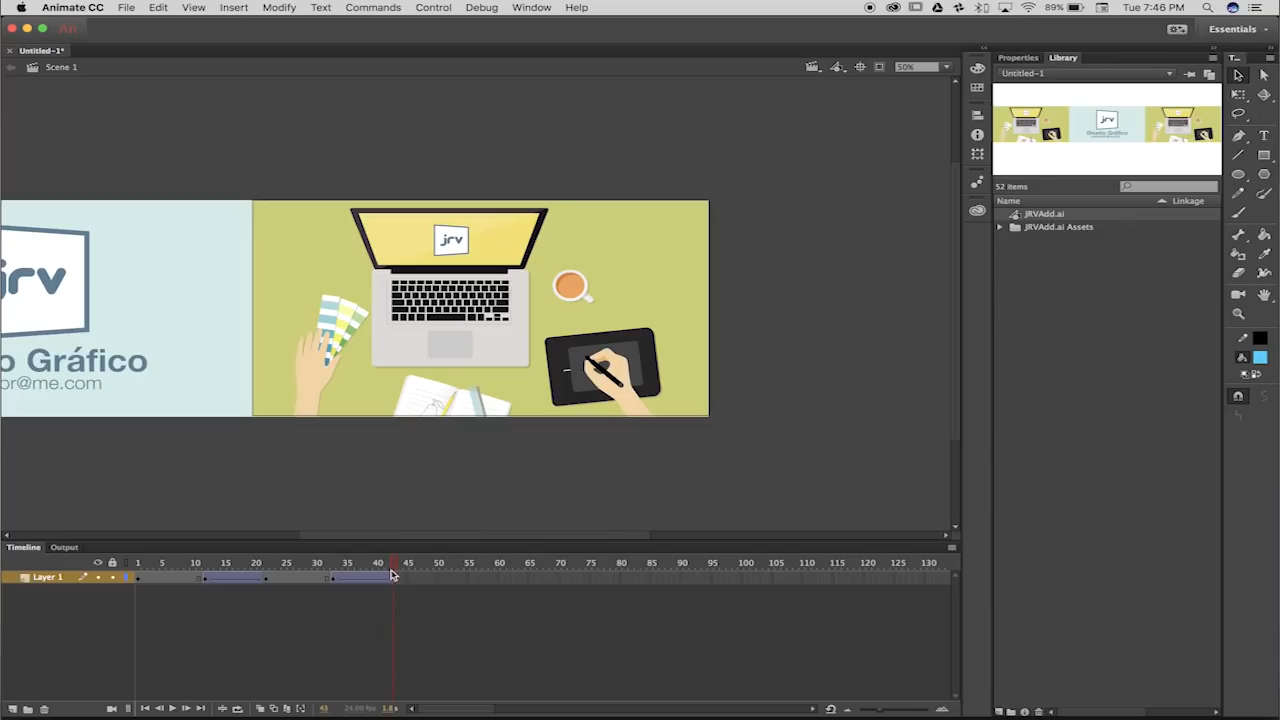 Animate CC File Edit View Insert Modify Text Commands Control Debug Window Help 89% Tue 7:46 PM
An Essentials
Untitled-1*
Properties Library T...
Scene 1 50%
Untitled-1
jrv
Diseño Gráfico
52 items
Name Linkage
JRVAdd.ai
JRVAdd.ai Assets
jrv
jrv
o Gráfico
or@me.com
Timeline Output
1 5 10 15 20 25 30 35 40 45 50 55 60 65 70 75 80 85 90 95 100 105 110 115 120 125 130
Layer 1
43 24.00 fps 1.8s